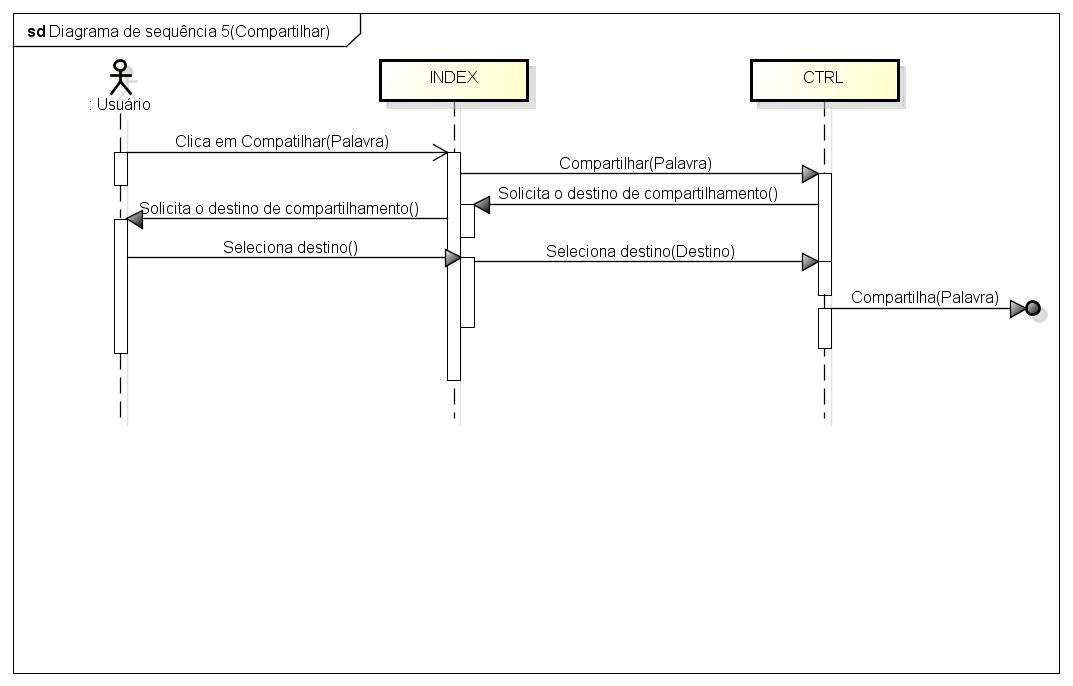 sd Diagrama de sequência 5(Compartilhar)
: Usuário
INDEX
CTRL
Clica em Compatilhar(Palavra)
Compartilhar(Palavra)
Solicita o destino de compartilhamento()
Solicita o destino de compartilhamento()
Seleciona destino()
Seleciona destino(Destino)
Compartilha(Palavra)